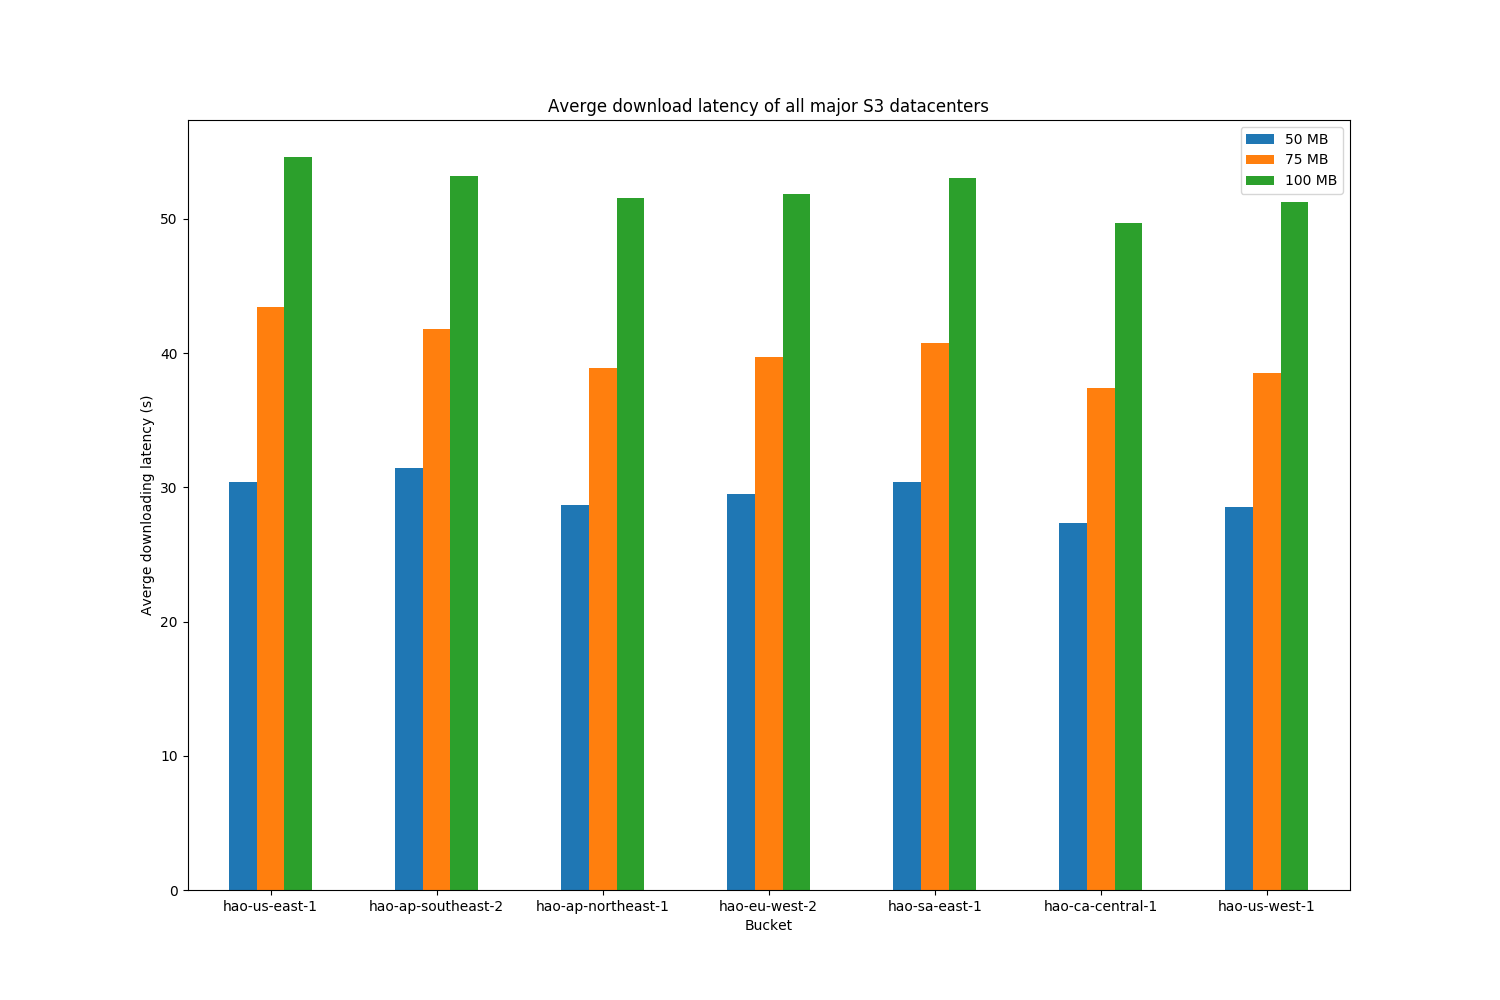 Averge download latency of all major S3 datacenters
50 MB
75 MB
100 MB
Averge downloading latency (s)
50
40
30
20
10
0
hao-us-east-1
hao-ap-southeast-2
hao-ap-northeast-1
hao-eu-west-2
hao-sa-east-1
hao-ca-central-1
hao-us-west-1
Bucket